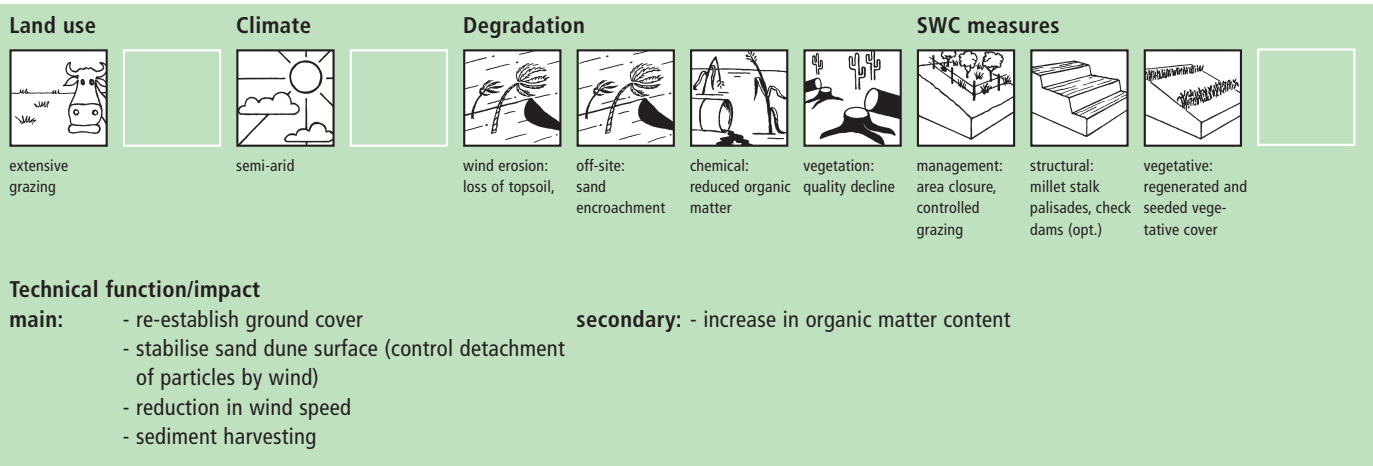 Land use
Climate
Degradation
SWC measures
extensive
grazing
semi-arid
wind erosion:
loss of topsoil,
off-site:
sand
encroachment
chemical:
reduced organic
matter
vegetation:
quality decline
management:
area closure,
controlled
grazing
structural:
millet stalk
palisades, check
dams (opt.)
vegetative:
regenerated and
seeded vege-
tative cover
Technical function/impact
main: - re-establish ground cover
- stabilise sand dune surface (control detachment
of particles by wind)
- reduction in wind speed
- sediment harvesting
secondary: - increase in organic matter content